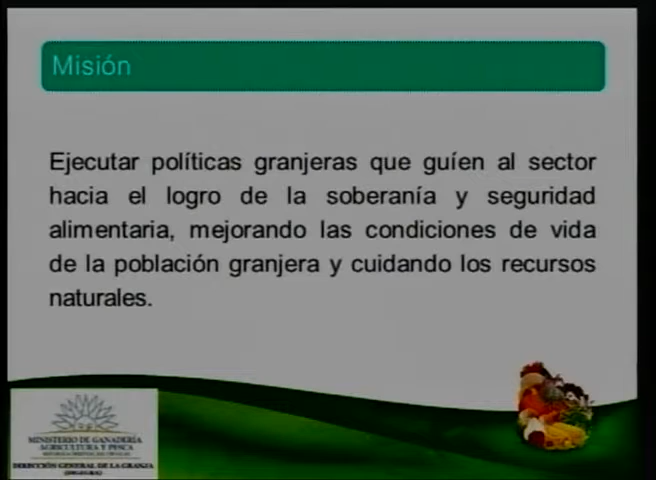 Misión
Ejecutar políticas granjeras que guíen al sector
hacia el logro de la soberanía y seguridad
alimentaria, mejorando las condiciones de vida
de la población granjera y cuidando los recursos
naturales.
MINISTERIO DE GANADERÍA
AGRICULTURA Y PESCA
DIRECCIÓN GENERAL DE LA GRANJA
(DIGEGRA)